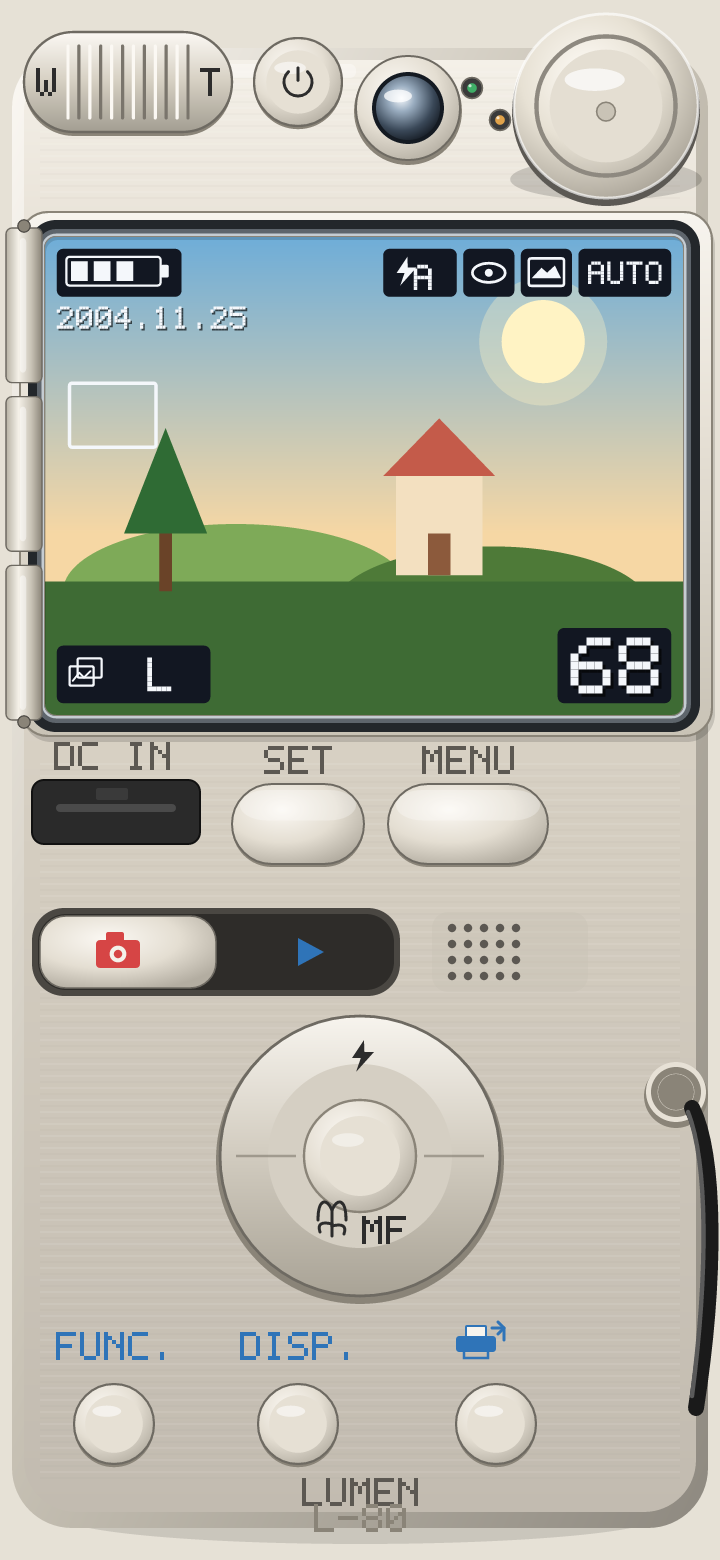 W T
A AUTO
2004.11.25
L 68
DC IN SET MENU
MF
FUNC. DISP.
LUMEN
L-80